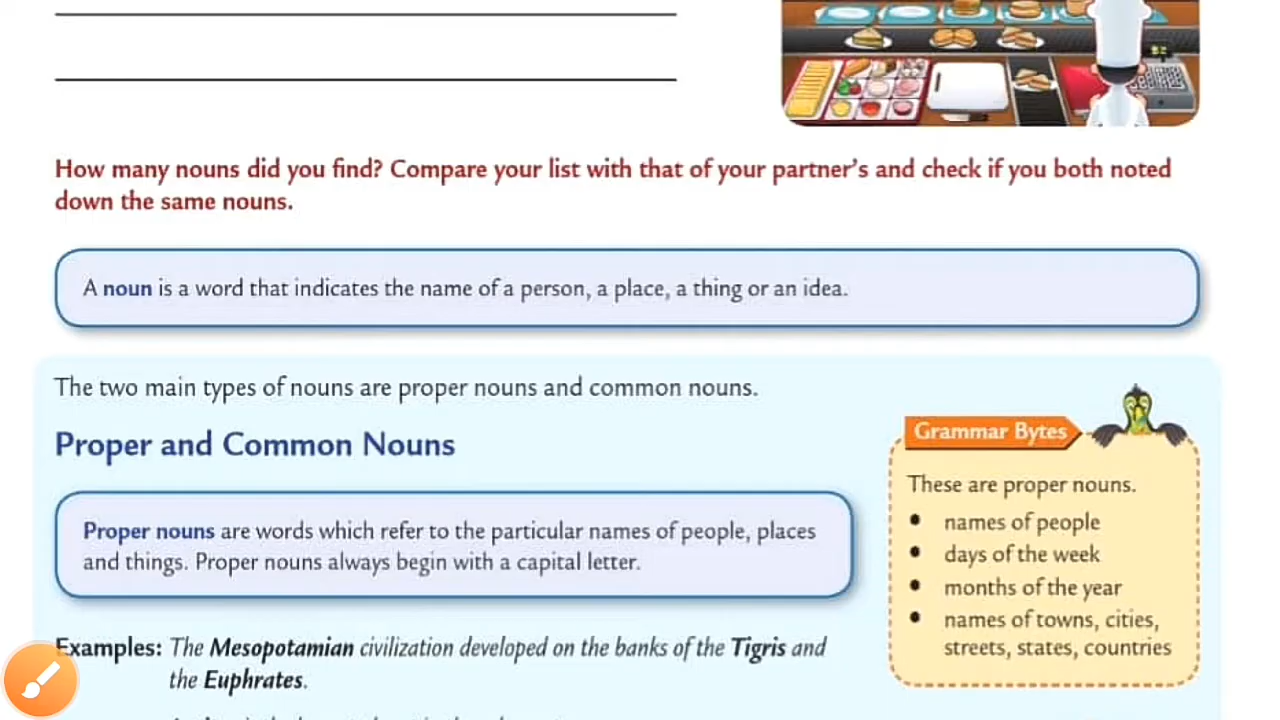 How many nouns did you find? Compare your list with that of your partner's and check if you both noted
down the same nouns.
A noun is a word that indicates the name of a person, a place, a thing or an idea.
The two main types of nouns are proper nouns and common nouns.
Proper and Common Nouns
Proper nouns are words which refer to the particular names of people, places
and things. Proper nouns always begin with a capital letter.
Examples: The Mesopotamian civilization developed on the banks of the Tigris and
the Euphrates.
Grammar Bytes
These are proper nouns.
• names of people
• days of the week
• months of the year
• names of towns, cities,
streets, states, countries